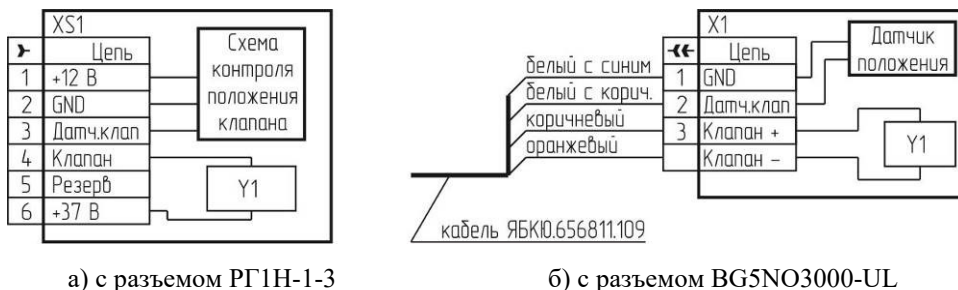 XS1
Цепь
1 +12 В
2 GND
3 Датч.клап
4 Клапан
5 Резерв
6 +37 В
Схема
контроля
положения
клапана
Y1
белый с синим
белый с корич.
коричневый
оранжевый
кабель ЯБКЮ.656811.109
X1
Цепь
1 GND
2 Датч.клап
3 Клапан +
Клапан –
Датчик
положения
Y1
а) с разъемом РГ1Н-1-3
б) с разъемом BG5NO3000-UL